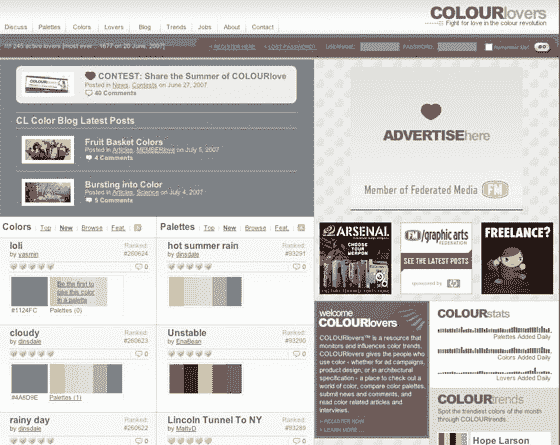 COLOURlovers
Fight for love in the colour revolution
Discuss Palettes Colors Lovers Blog Trends Jobs About Contact
245 active lovers [most ever : 1677 on 20 June, 2007]
» REGISTER HERE » LOST PASSWORD? USERNAME PASSWORD Remember Me? GO
CONTEST: Share the Summer of COLOURlove
Posted in News, Contests on June 27, 2007
40 Comments
CL Color Blog Latest Posts
Fruit Basket Colors
Posted in Articles, MEMBERlove on July 5, 2007
4 Comments
Bursting into Color
Posted in Articles, Science on July 4, 2007
5 Comments
ADVERTISEhere
Member of Federated Media FM
Colors Top New Browse Feat.
loli Ranked:
by yasmin #260624
0
Be the first to
use this color
in a palette
#1124FC Palettes (0)
cloudy Ranked:
by dinsdale #260623
0
#4A8D9E Palettes (1)
rainy day Ranked:
by dinsdale #260622
Palettes Top New Browse Feat.
hot summer rain Ranked:
by dinsdale #93291
0
Unstable Ranked:
by EnaBean #93290
0
Lincoln Tunnel To NY Ranked:
by MattyD #93289
ARSENAL
CHOOSE
YOUR
WEAPON
FM/graphic arts
FEDERATION
SEE THE LATEST POSTS
sponsored by hp
FREELANCE?
welcome
COLOURlovers
COLOURlovers™ is a resource that
monitors and influences color trends.
COLOURlovers gives the people who
use color - whether for ad campaigns,
product design, or in architectural
specification - a place to check out a
world of color, compare color palettes,
submit news and comments, and
read color related articles and
interviews.
» REGISTER NOW
» LEARN MORE
COLOURstats
Palettes Added Daily
Colors Added Daily
Lovers Added Daily
COLOURtrends
Spot the trendiest colors of the month
through COLOURtrends.
Hope Larson